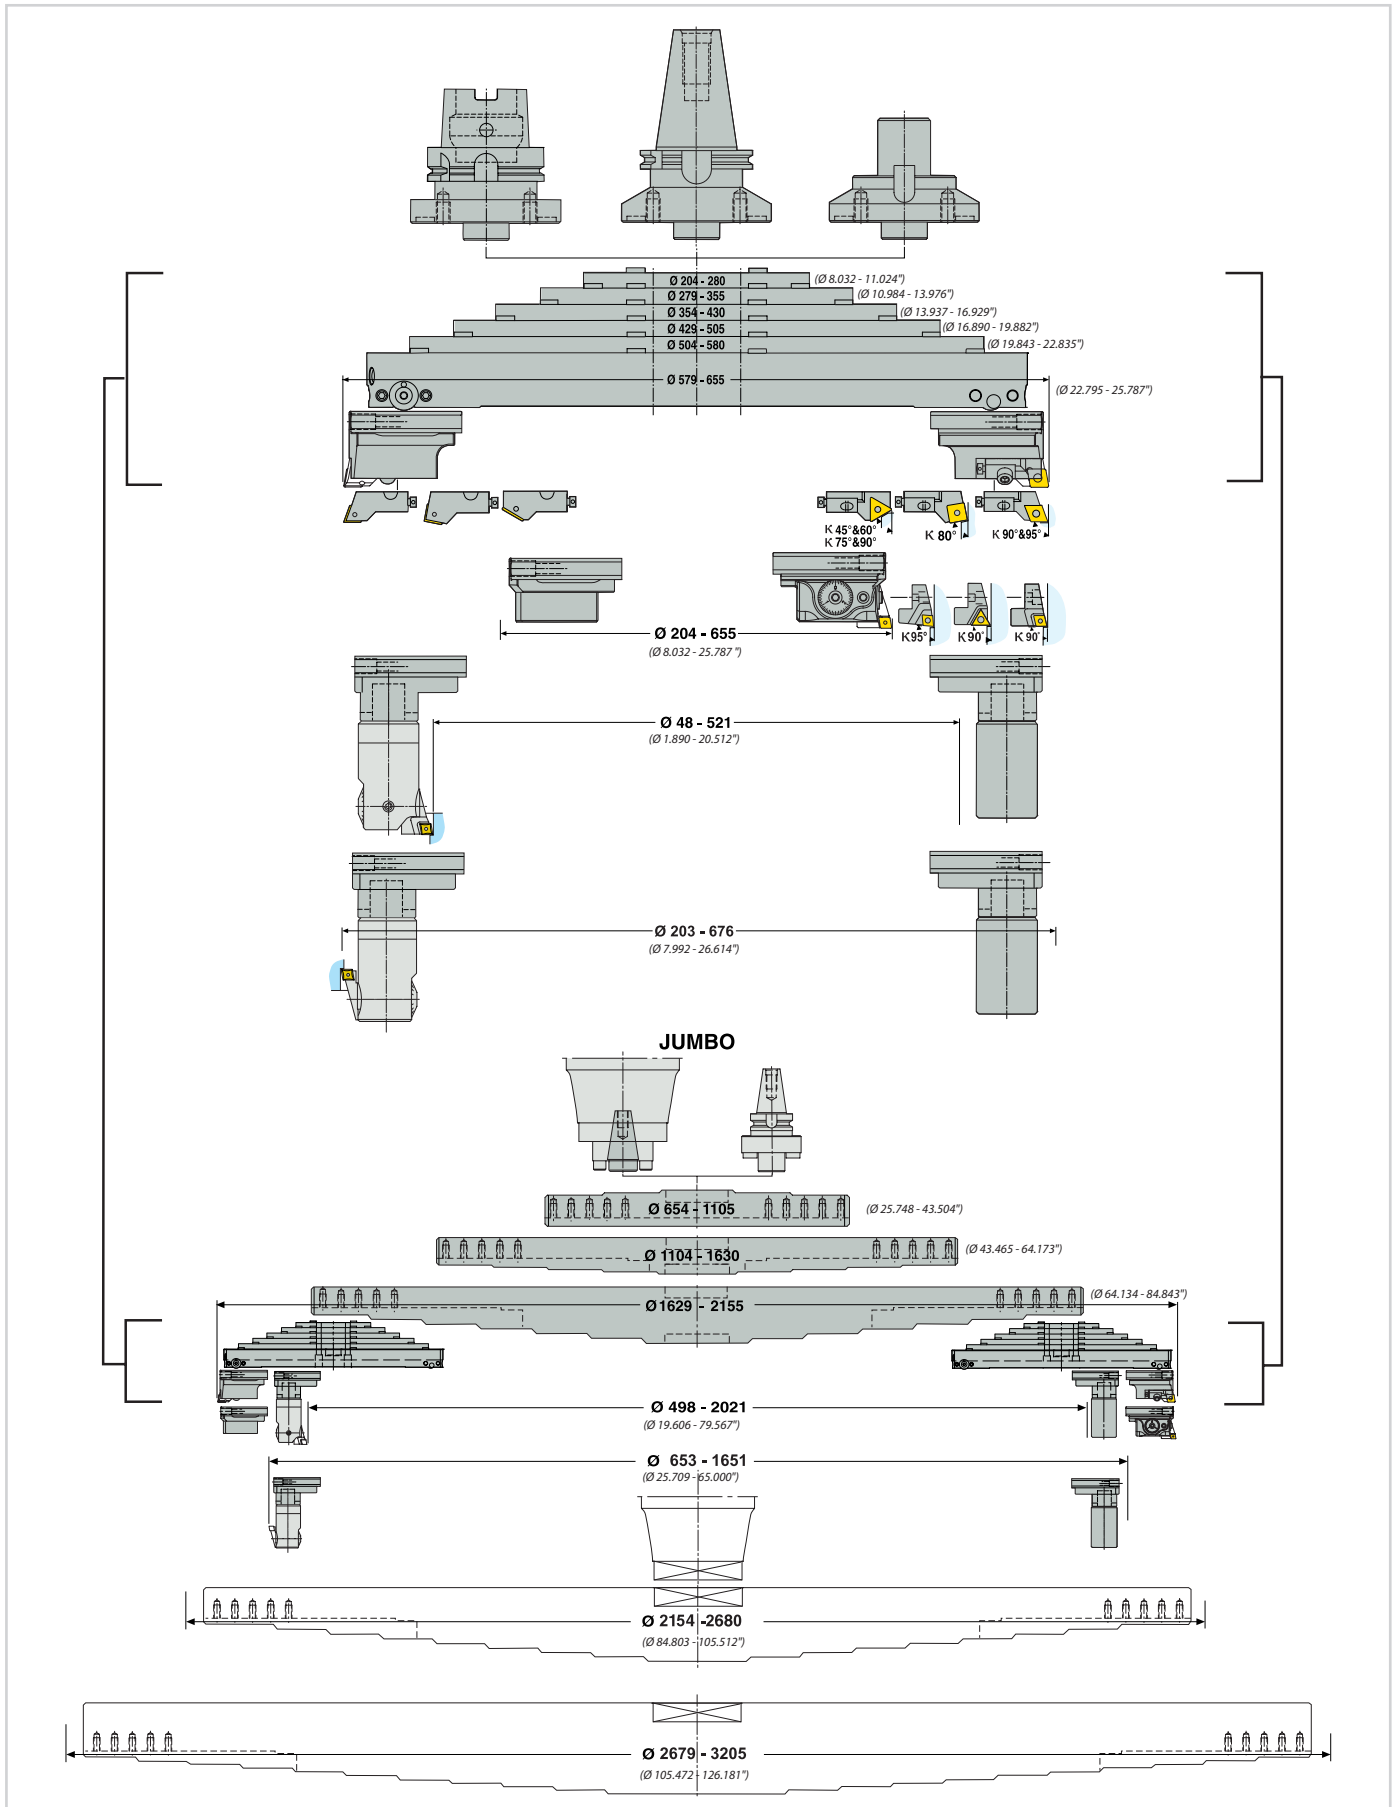 Ø 204 - 280 (Ø 8.032 - 11.024")
Ø 279 - 355 (Ø 10.984 - 13.976")
Ø 354 - 430 (Ø 13.937 - 16.929")
Ø 429 - 505 (Ø 16.890 - 19.882")
Ø 504 - 580 (Ø 19.843 - 22.835")
Ø 579 - 655 (Ø 22.795 - 25.787")
K 45°&60°
K 75°&90°
K 80°
K 90°&95°
Ø 204 - 655
(Ø 8.032 - 25.787 ")
K95°
K 90°
K 90°
Ø 48 - 521
(Ø 1.890 - 20.512")
Ø 203 - 676
(Ø 7.992 - 26.614")
JUMBO
Ø 654 - 1105 (Ø 25.748 - 43.504")
Ø 1104 - 1630 (Ø 43.465 - 64.173")
Ø 1629 - 2155 (Ø 64.134 - 84.843")
Ø 498 - 2021
(Ø 19.606 - 79.567")
Ø 653 - 1651
(Ø 25.709 - 65.000")
Ø 2154 -2680
(Ø 84.803 - 105.512")
Ø 2679 - 3205
(Ø 105.472 - 126.181")